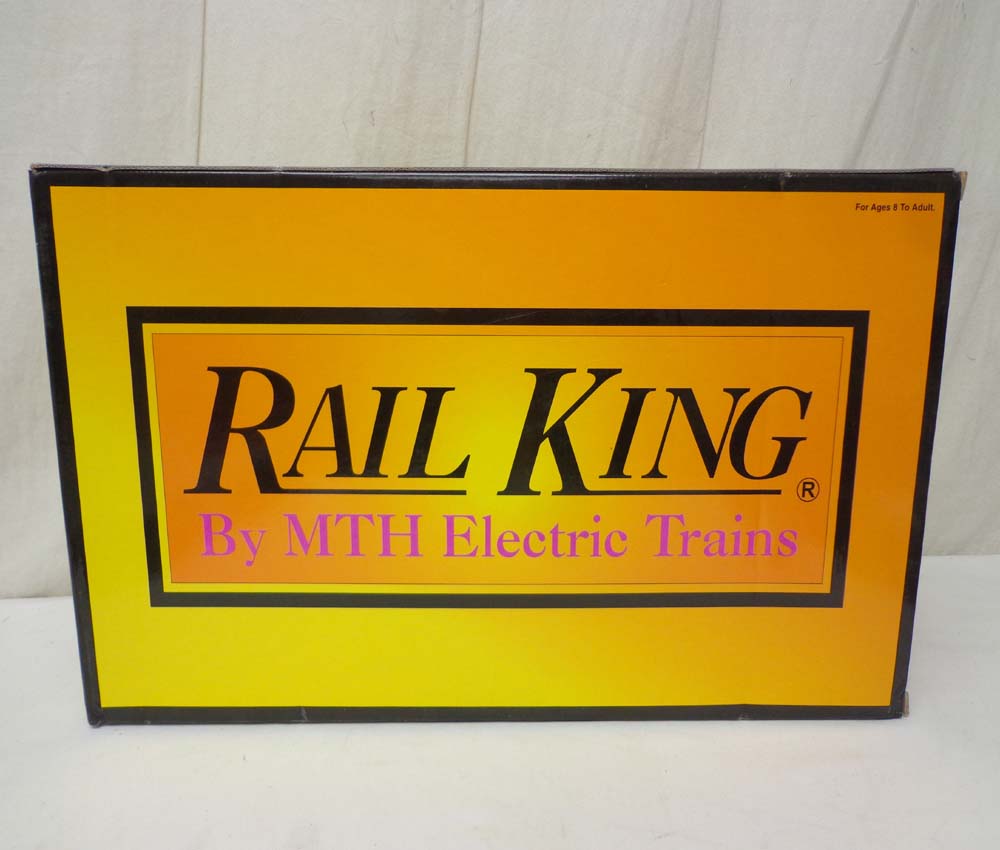 For Ages 8 To Adult.
RAIL KING ®
By MTH Electric Trains